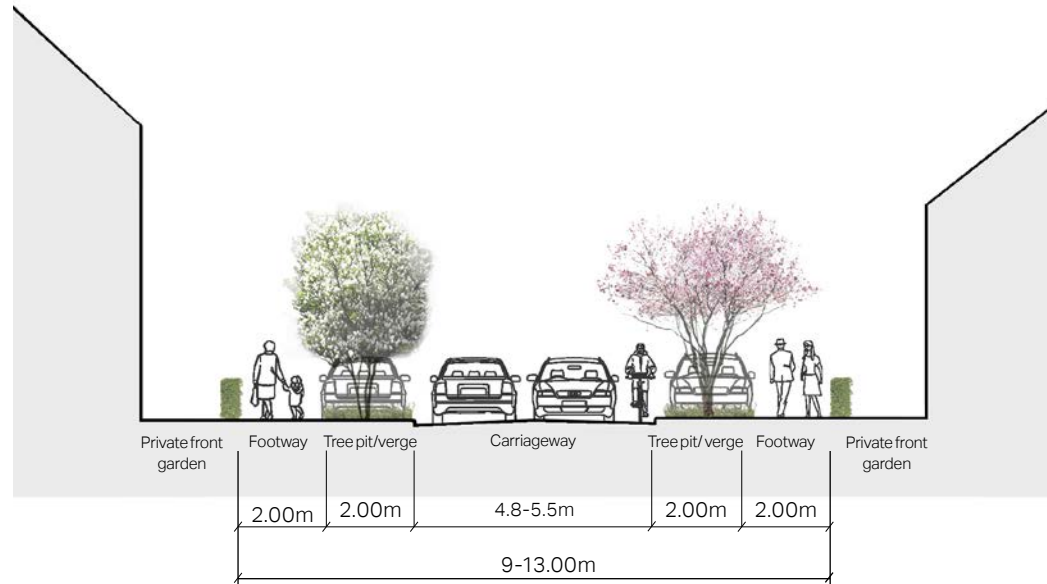 Private front
garden
Footway
Tree pit/verge
Carriageway
Tree pit/ verge
Footway
Private front
garden
2.00m
2.00m
4.8-5.5m
2.00m
2.00m
9-13.00m